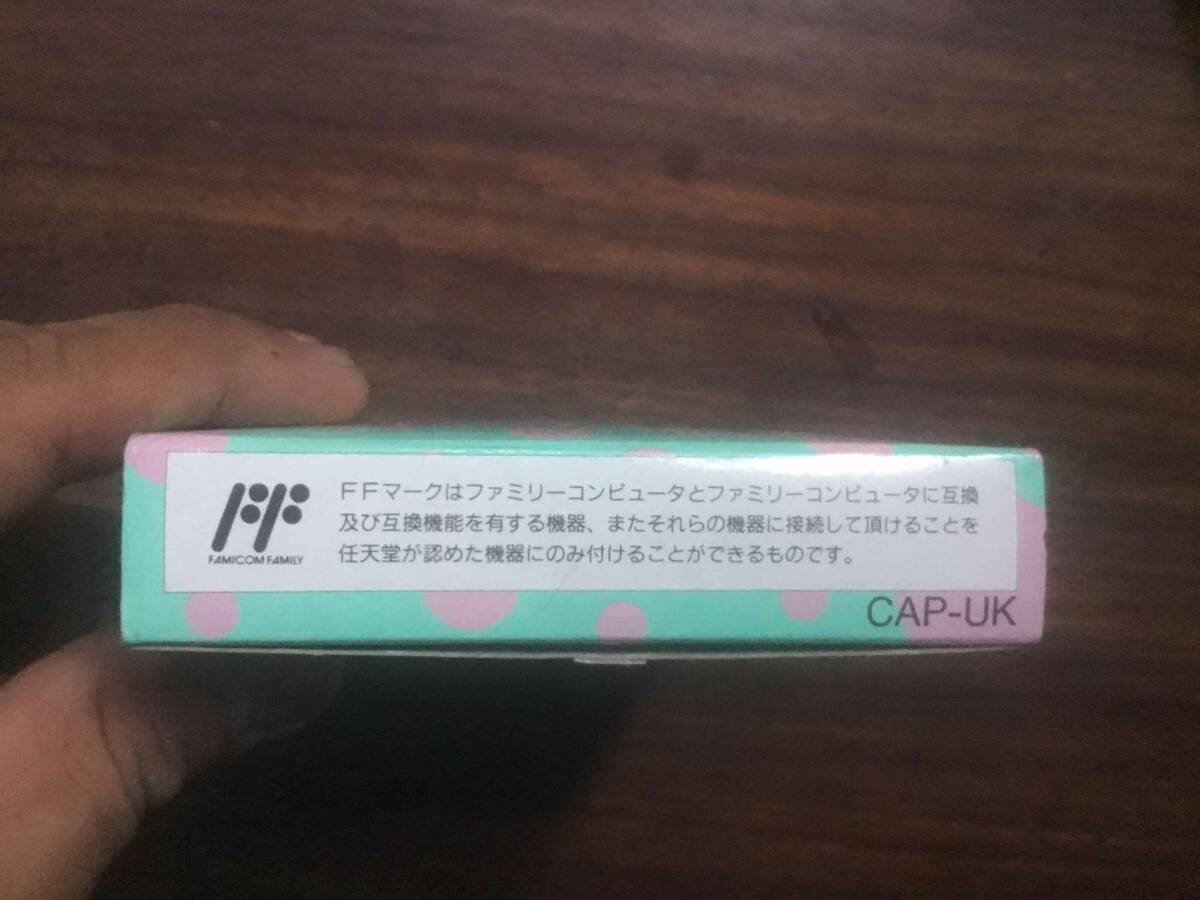 FAMICOM FAMILY
FFマークはファミリーコンピュータとファミリーコンピュータに互換
及び互換機能を有する機器、またそれらの機器に接続して頂けることを
任天堂が認めた機器にのみ付けることができるものです。
CAP-UK